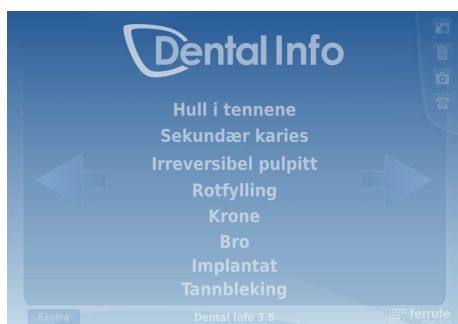 Dental Info
Hull i tennene
Sekundær karies
Irreversibel pulpitt
Rotfylling
Krone
Bro
Implantat
Tannbleking
Ekstra
Dental Info 3.5
ferrule
media